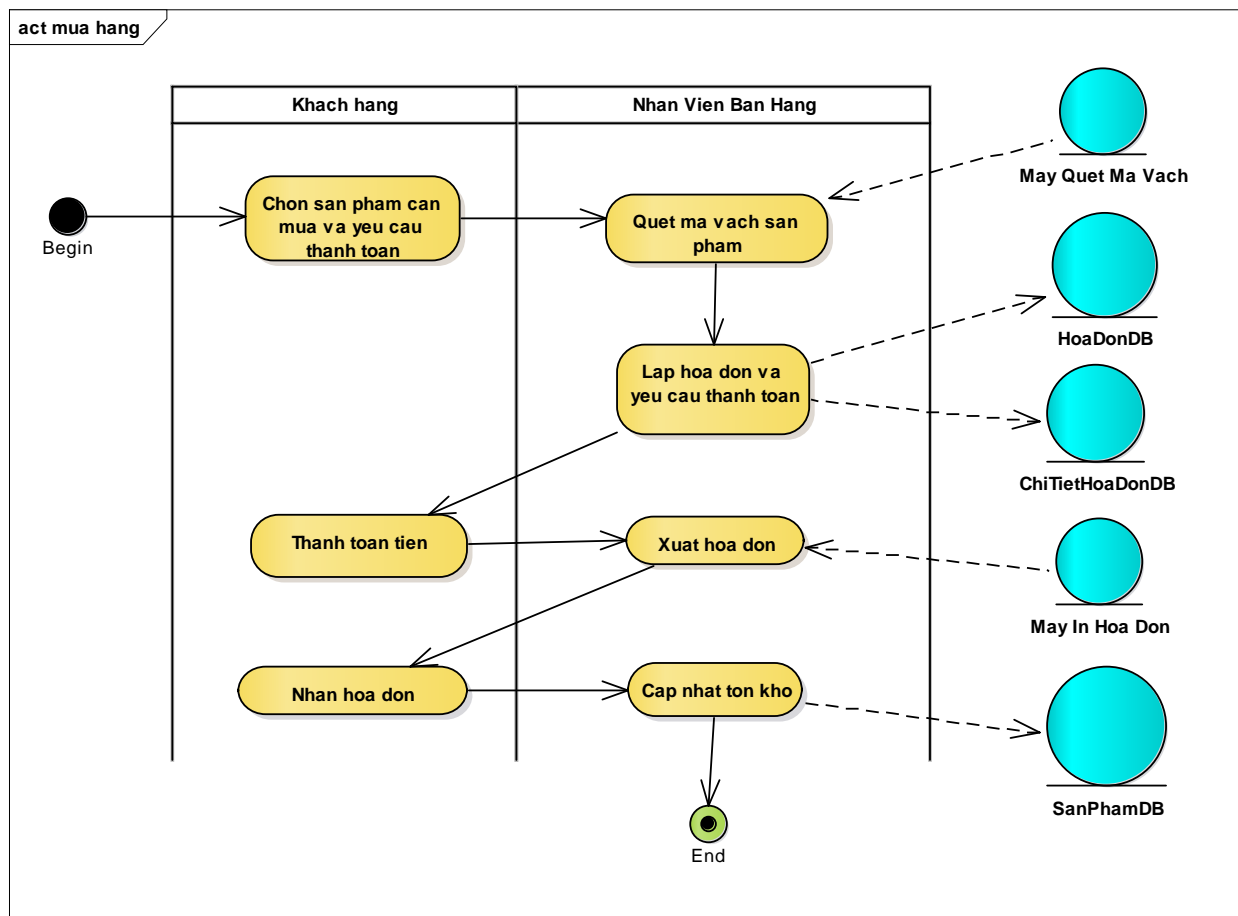 act mua hang
Khach hang
Nhan Vien Ban Hang
May Quet Ma Vach
Begin
Chon san pham can
mua va yeu cau
thanh toan
Quet ma vach san
pham
HoaDonDB
Lap hoa don va
yeu cau thanh toan
ChiTietHoaDonDB
Thanh toan tien
Xuat hoa don
May In Hoa Don
Nhan hoa don
Cap nhat ton kho
SanPhamDB
End